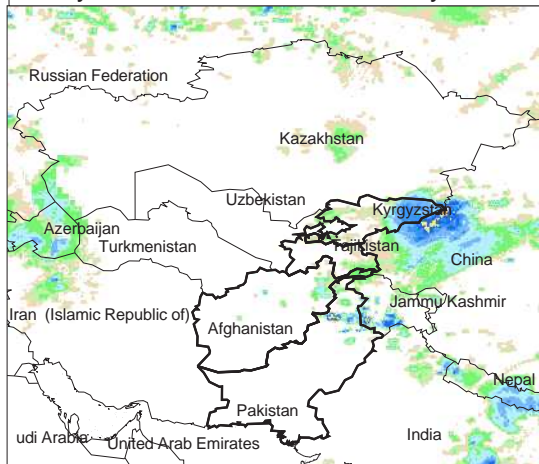 Russian Federation
Kazakhstan
Uzbekistan
Kyrgyzstan
Azerbaijan
Turkmenistan
Tajikistan
China
Iran (Islamic Republic of)
Jammu/Kashmir
Afghanistan
Nepal
Pakistan
udi Arabia
United Arab Emirates
India